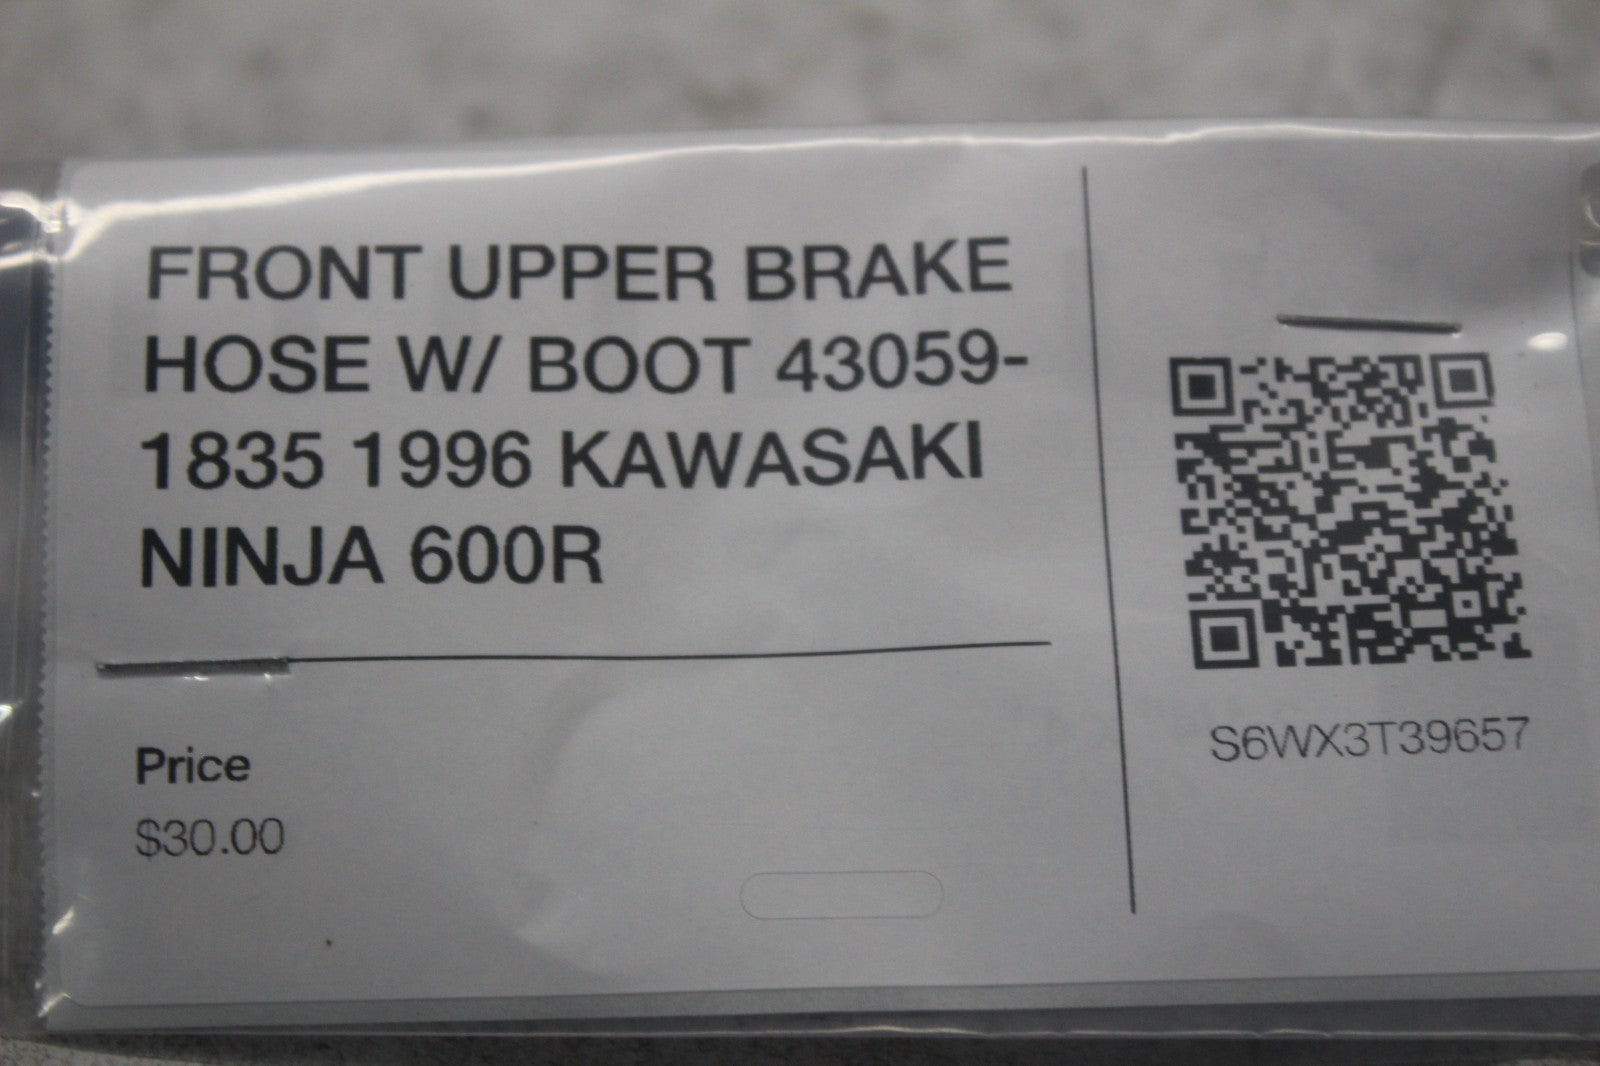 FRONT UPPER BRAKE
HOSE W/ BOOT 43059-
1835 1996 KAWASAKI
NINJA 600R
Price
$30.00
S6WX3T39657